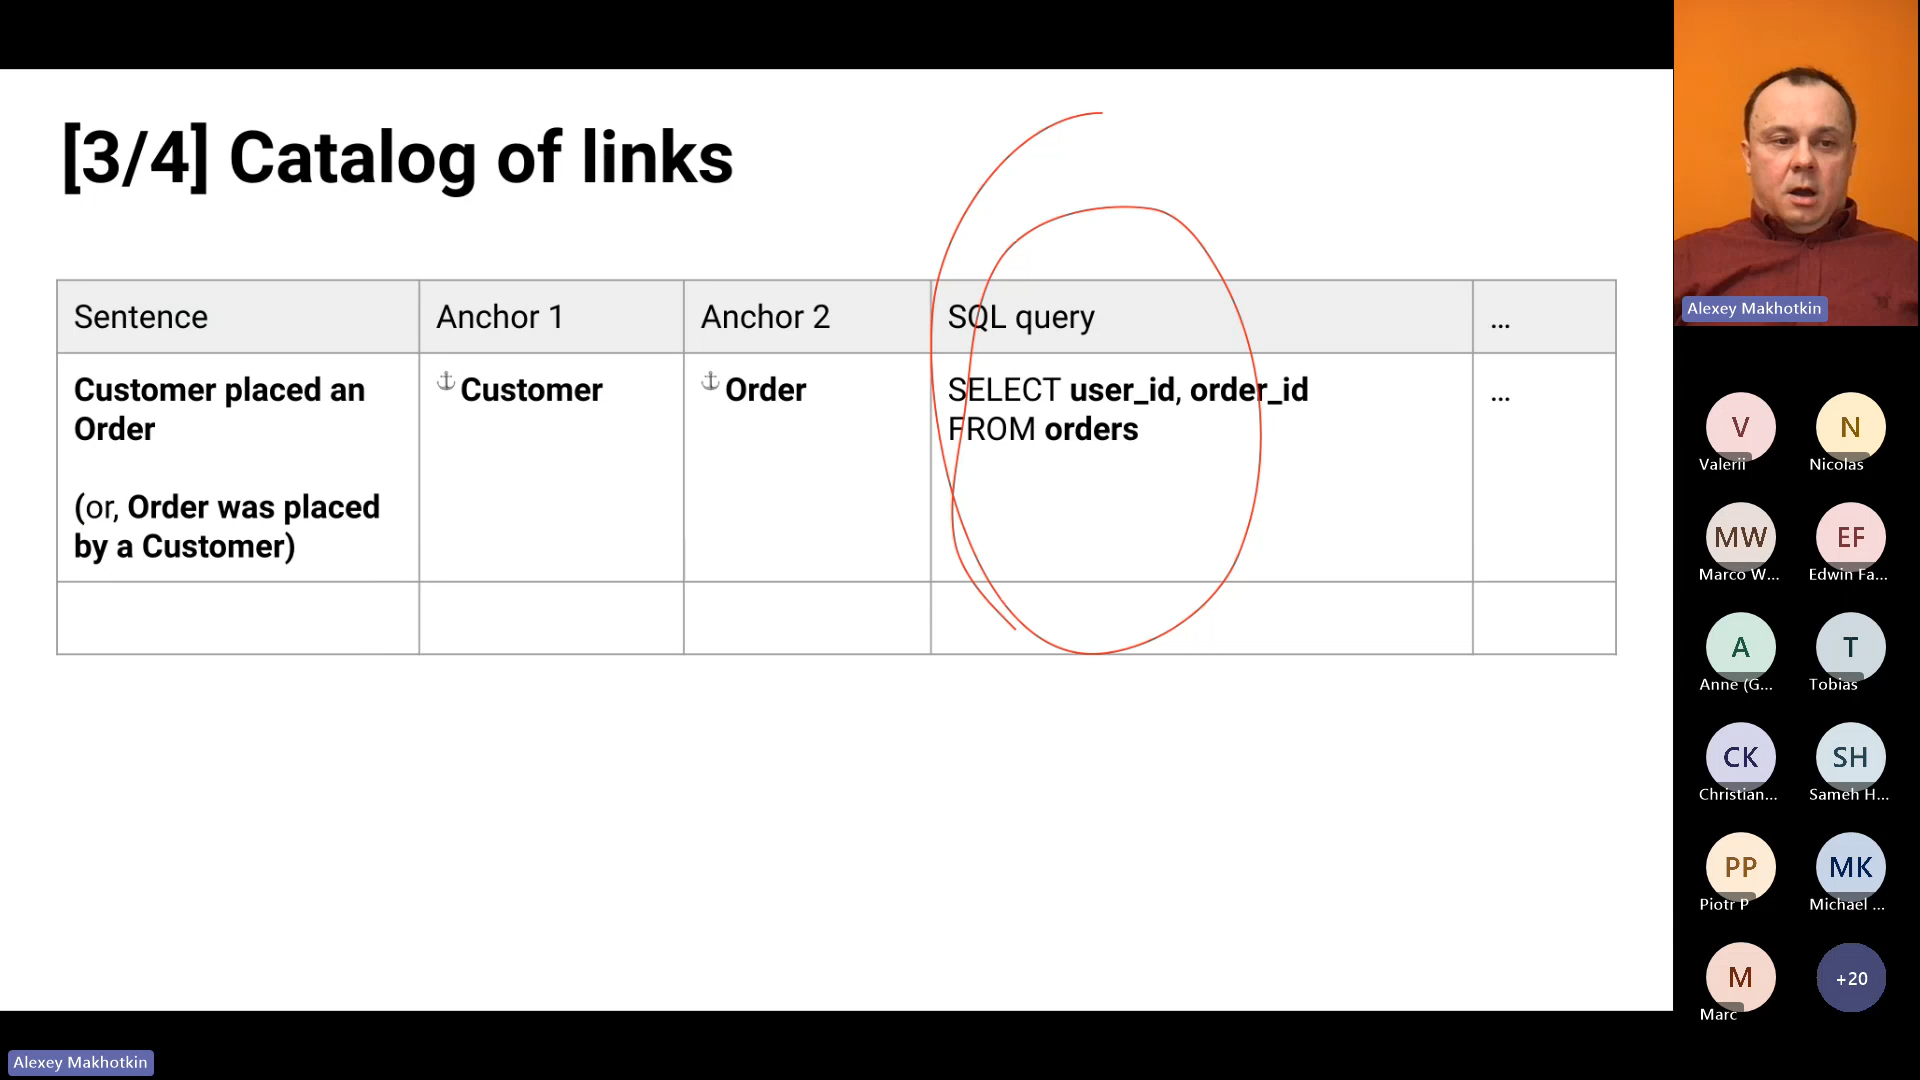 [3/4] Catalog of links
Sentence
Anchor 1
Anchor 2
SQL query
...
Customer placed an
Order
(or, Order was placed
by a Customer)
Customer
Order
SELECT user_id, order_id
FROM orders
...
Alexey Makhotkin
V
Valerii
N
Nicolas
MW
Marco W...
EF
Edwin Fa...
A
Anne (G...
T
Tobias
CK
Christian...
SH
Sameh H...
PP
Piotr P
MK
Michael ...
M
Marc
+20
Alexey Makhotkin